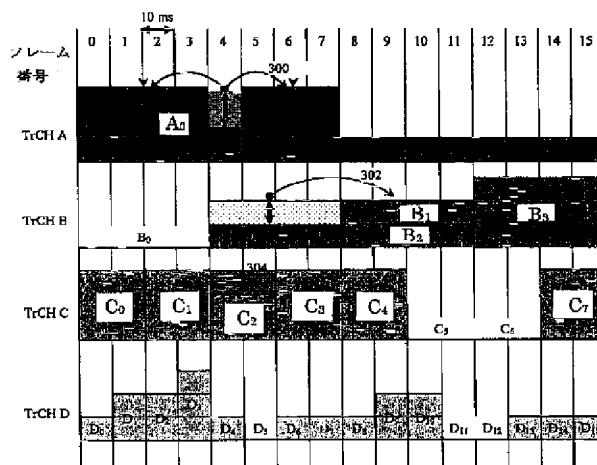 10 ms
フレーム
番号
0 1 2 3 4 5 6 7 8 9 10 11 12 13 14 15
300
TrCH A
A₀
302
TrCH B
B₀
B₁
B₂
B₃
304
TrCH C
C₀ C₁ C₂ C₃ C₄ C₅ C₆ C₇
TrCH D
D₀ D₂ D₄ D₅ D₆ D₁₁ D₁₂ D₁₃